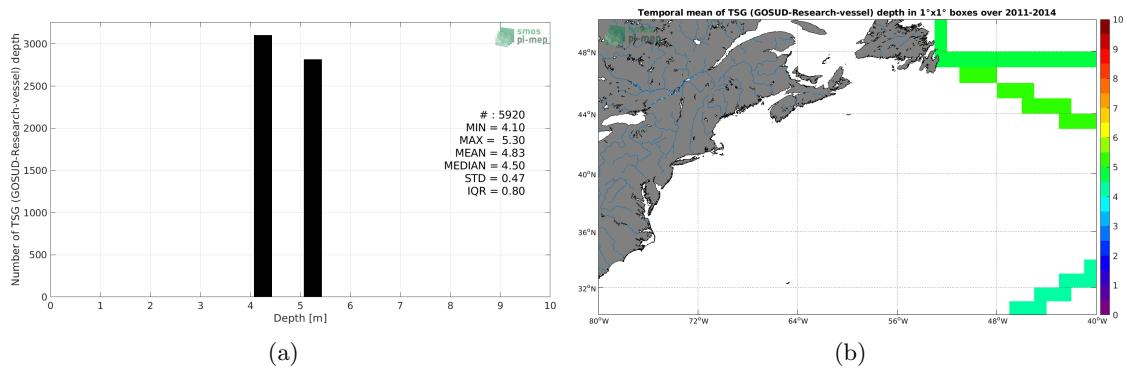 3000
2500
2000
1500
1000
500
0
Number of TSG (GOSUD-Research-vessel) depth
smos
pi-mep
# : 5920
MIN = 4.10
MAX = 5.30
MEAN = 4.83
MEDIAN = 4.50
STD = 0.47
IQR = 0.80
0 1 2 3 4 5 6 7 8 9 10
Depth [m]
(a)
Temporal mean of TSG (GOSUD-Research-vessel) depth in 1°x1° boxes over 2011-2014
smos
pi-mep
48°N
44°N
40°N
36°N
32°N
80°W 72°W 64°W 56°W 48°W 40°W
10
9
8
7
6
5
4
3
2
1
0
(b)